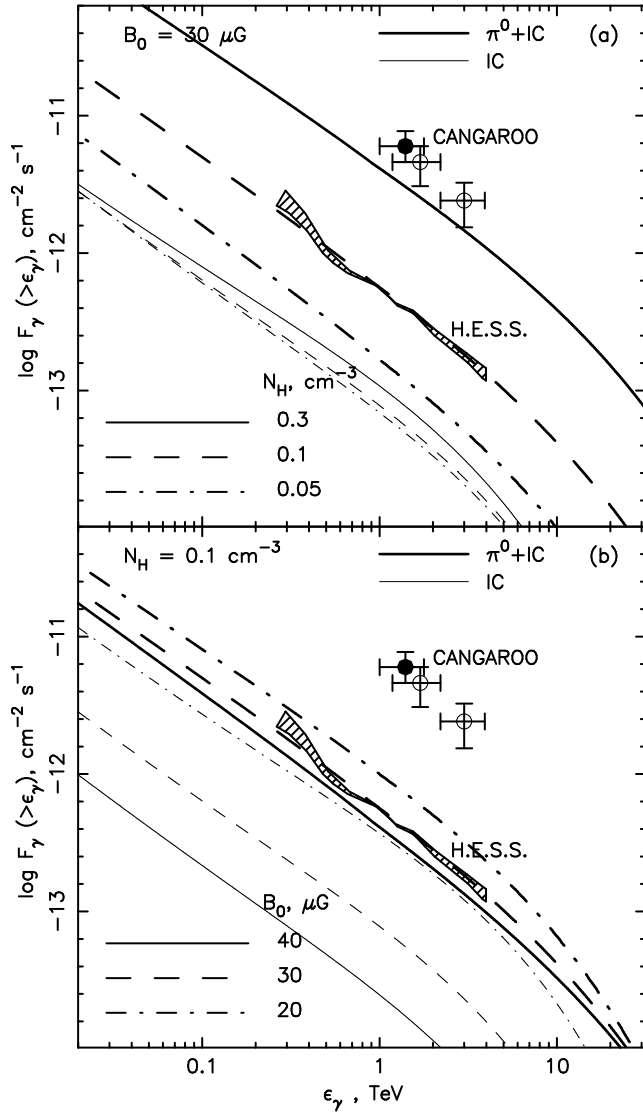 B₀ = 30 μG
π⁰+IC
(a)
IC
CANGAROO
H.E.S.S.
N_H, cm⁻³
0.3
0.1
0.05
-11
-12
-13
log F_γ (>ε_γ), cm⁻² s⁻¹
N_H = 0.1 cm⁻³
π⁰+IC
(b)
IC
CANGAROO
H.E.S.S.
B₀, μG
40
30
20
-11
-12
-13
log F_γ (>ε_γ), cm⁻² s⁻¹
0.1
1
10
ε_γ , TeV